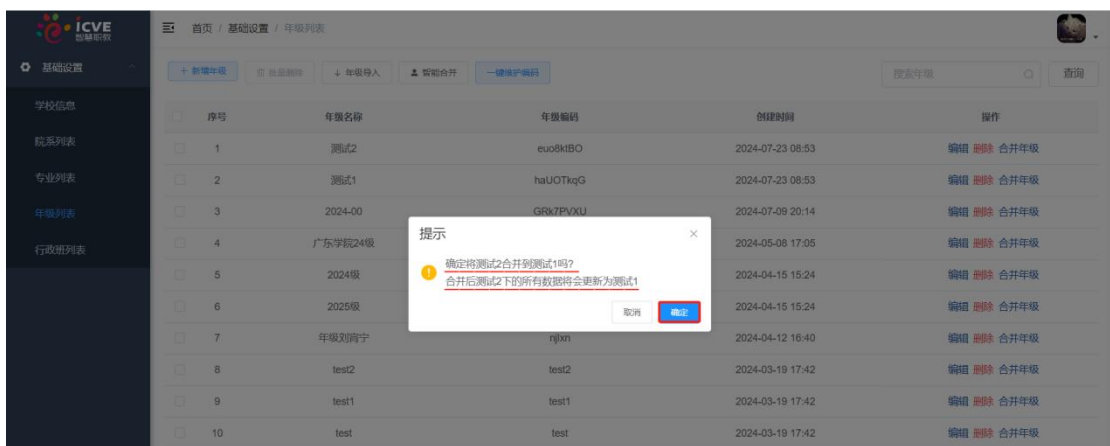 icve
智慧职教
首页 / 基础设置 / 年级列表
基础设置
学校信息
院系列表
专业列表
年级列表
行政班列表
+ 新增年级 批量删除 ↓ 年级导入 智能合并 一键维护编码 搜索年级 查询
序号 年级名称 年级编码 创建时间 操作
1 测试2 euo8ktBO 2024-07-23 08:53 编辑 删除 合并年级
2 测试1 haUOTkqG 2024-07-23 08:53 编辑 删除 合并年级
3 2024-00 GRk7PVXU 2024-07-09 20:14 编辑 删除 合并年级
4 广东学院24级 2024-05-08 17:05 编辑 删除 合并年级
5 2024级 2024-04-15 15:24 编辑 删除 合并年级
6 2025级 2024-04-15 15:24 编辑 删除 合并年级
7 年级刘肖宁 njlxn 2024-04-12 16:40 编辑 删除 合并年级
8 test2 test2 2024-03-19 17:42 编辑 删除 合并年级
9 test1 test1 2024-03-19 17:42 编辑 删除 合并年级
10 test test 2024-03-19 17:42 编辑 删除 合并年级
提示
确定将测试2合并到测试1吗?
合并后测试2下的所有数据将会更新为测试1
取消 确定